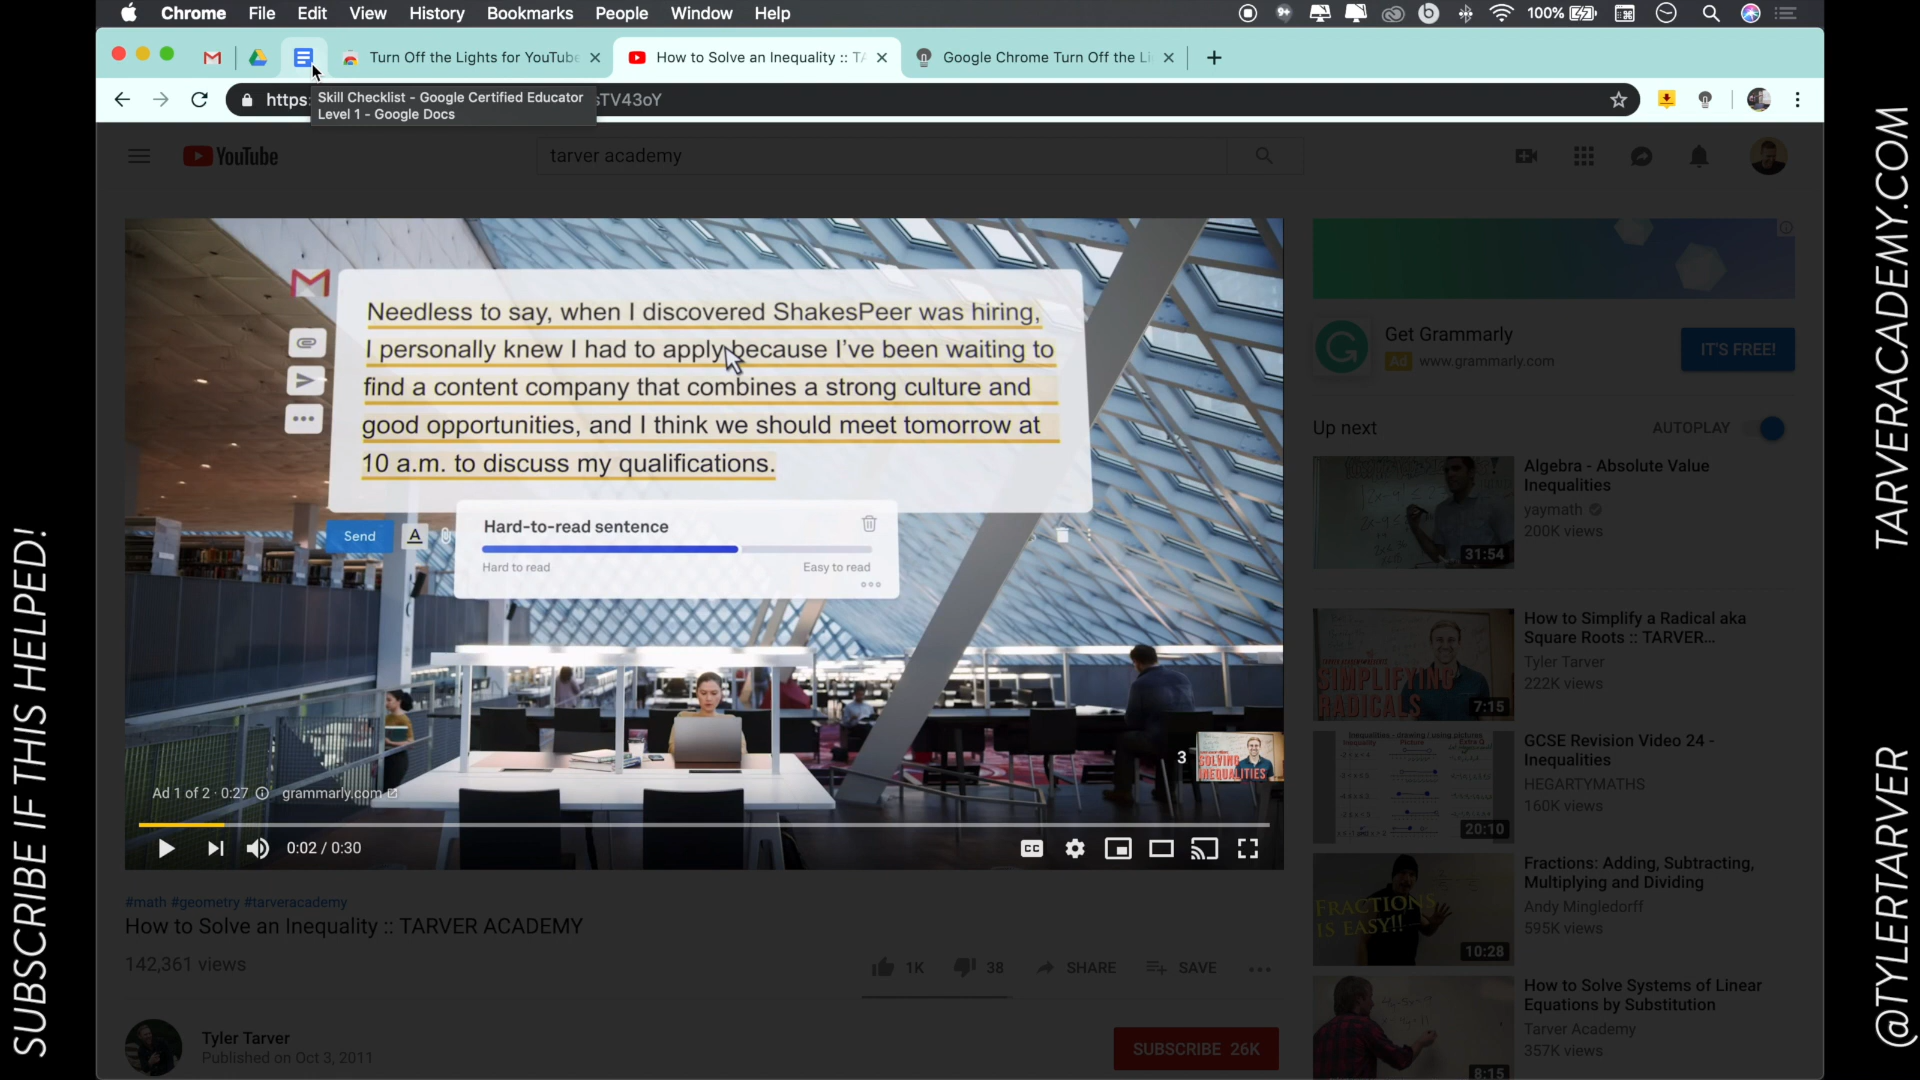 Chrome File Edit View History Bookmarks People Window Help
100%
Turn Off the Lights for YouTube
How to Solve an Inequality :: TA
Google Chrome Turn Off the Li
https:
sTV43oY
Skill Checklist - Google Certified Educator
Level 1 - Google Docs
YouTube
tarver academy
Needless to say, when I discovered ShakesPeer was hiring,
I personally knew I had to apply because I've been waiting to
find a content company that combines a strong culture and
good opportunities, and I think we should meet tomorrow at
10 a.m. to discuss my qualifications.
Send
Hard-to-read sentence
Hard to read
Easy to read
3
SOLVING
INEQUALITIES
Ad 1 of 2 · 0:27
grammarly.com
0:02 / 0:30
CC
#math #geometry #tarveracademy
How to Solve an Inequality :: TARVER ACADEMY
142,361 views
1K
38
SHARE
SAVE
Tyler Tarver
Published on Oct 3, 2011
SUBSCRIBE 26K
Get Grammarly
Ad www.grammarly.com
IT'S FREE!
Up next
AUTOPLAY
Algebra - Absolute Value
Inequalities
yaymath
200K views
31:54
How to Simplify a Radical aka
Square Roots :: TARVER...
Tyler Tarver
222K views
SIMPLIFYING
RADICALS
7:15
GCSE Revision Video 24 -
Inequalities
HEGARTYMATHS
160K views
20:10
Fractions: Adding, Subtracting,
Multiplying and Dividing
Andy Mingledorff
595K views
FRACTIONS
IS EASY!!
10:28
How to Solve Systems of Linear
Equations by Substitution
Tarver Academy
357K views
8:15
SUBSCRIBE IF THIS HELPED!
TARVERACADEMY.COM
@TYLERTARVER